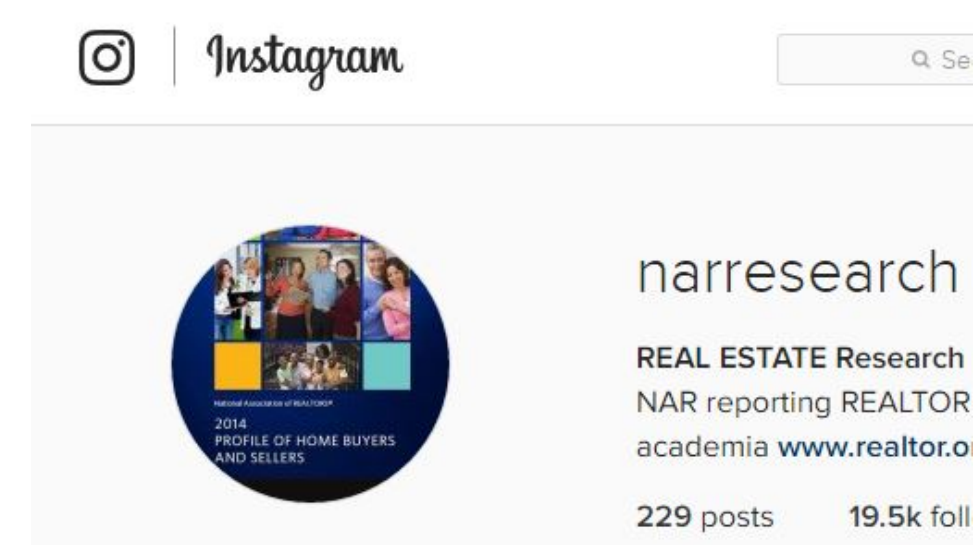 Instagram
Se
narresearch
REAL ESTATE Research
NAR reporting REALTOR
academia www.realtor.o
229 posts 19.5k foll
National Association of REALTORS®
2014
PROFILE OF HOME BUYERS
AND SELLERS